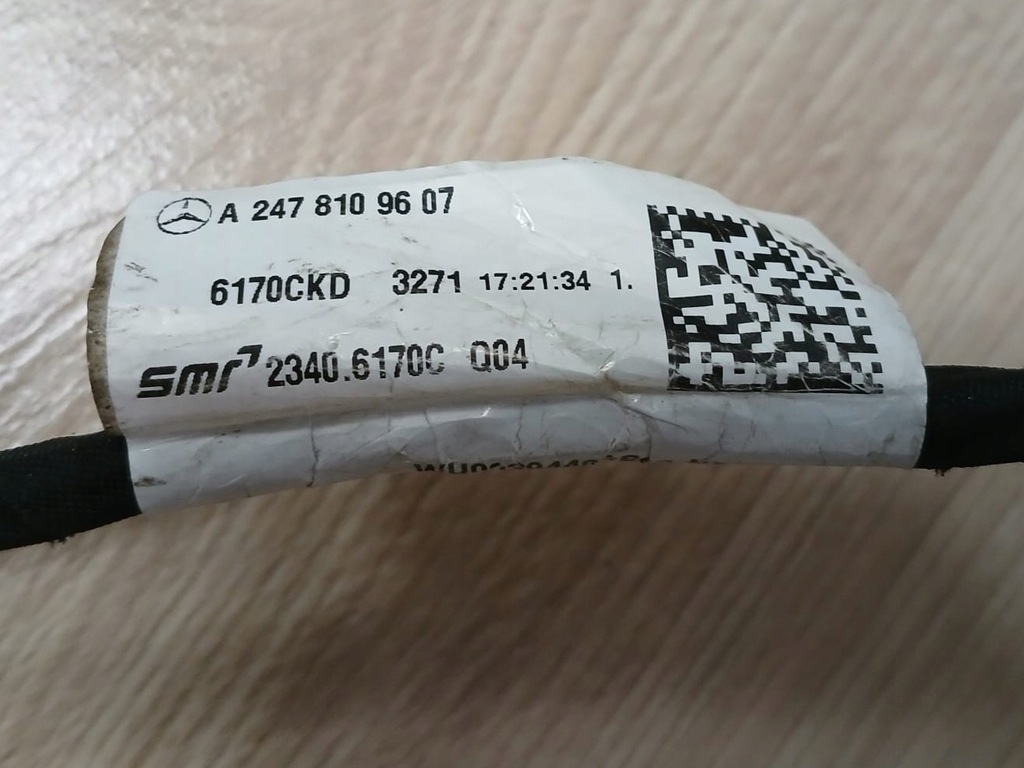 A 247 810 96 07
6170CKD 3271 17:21:34 1.
smr 2340.6170C Q04